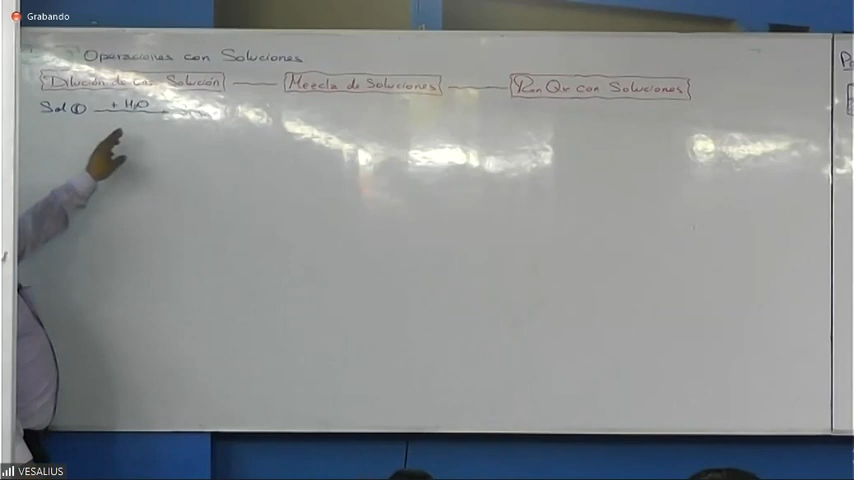 Grabando
Operaciones con Soluciones
Dilución de una Solución — Mezcla de Soluciones — Rxn Qx con Soluciones
Sol ① + H₂O
VESALIUS